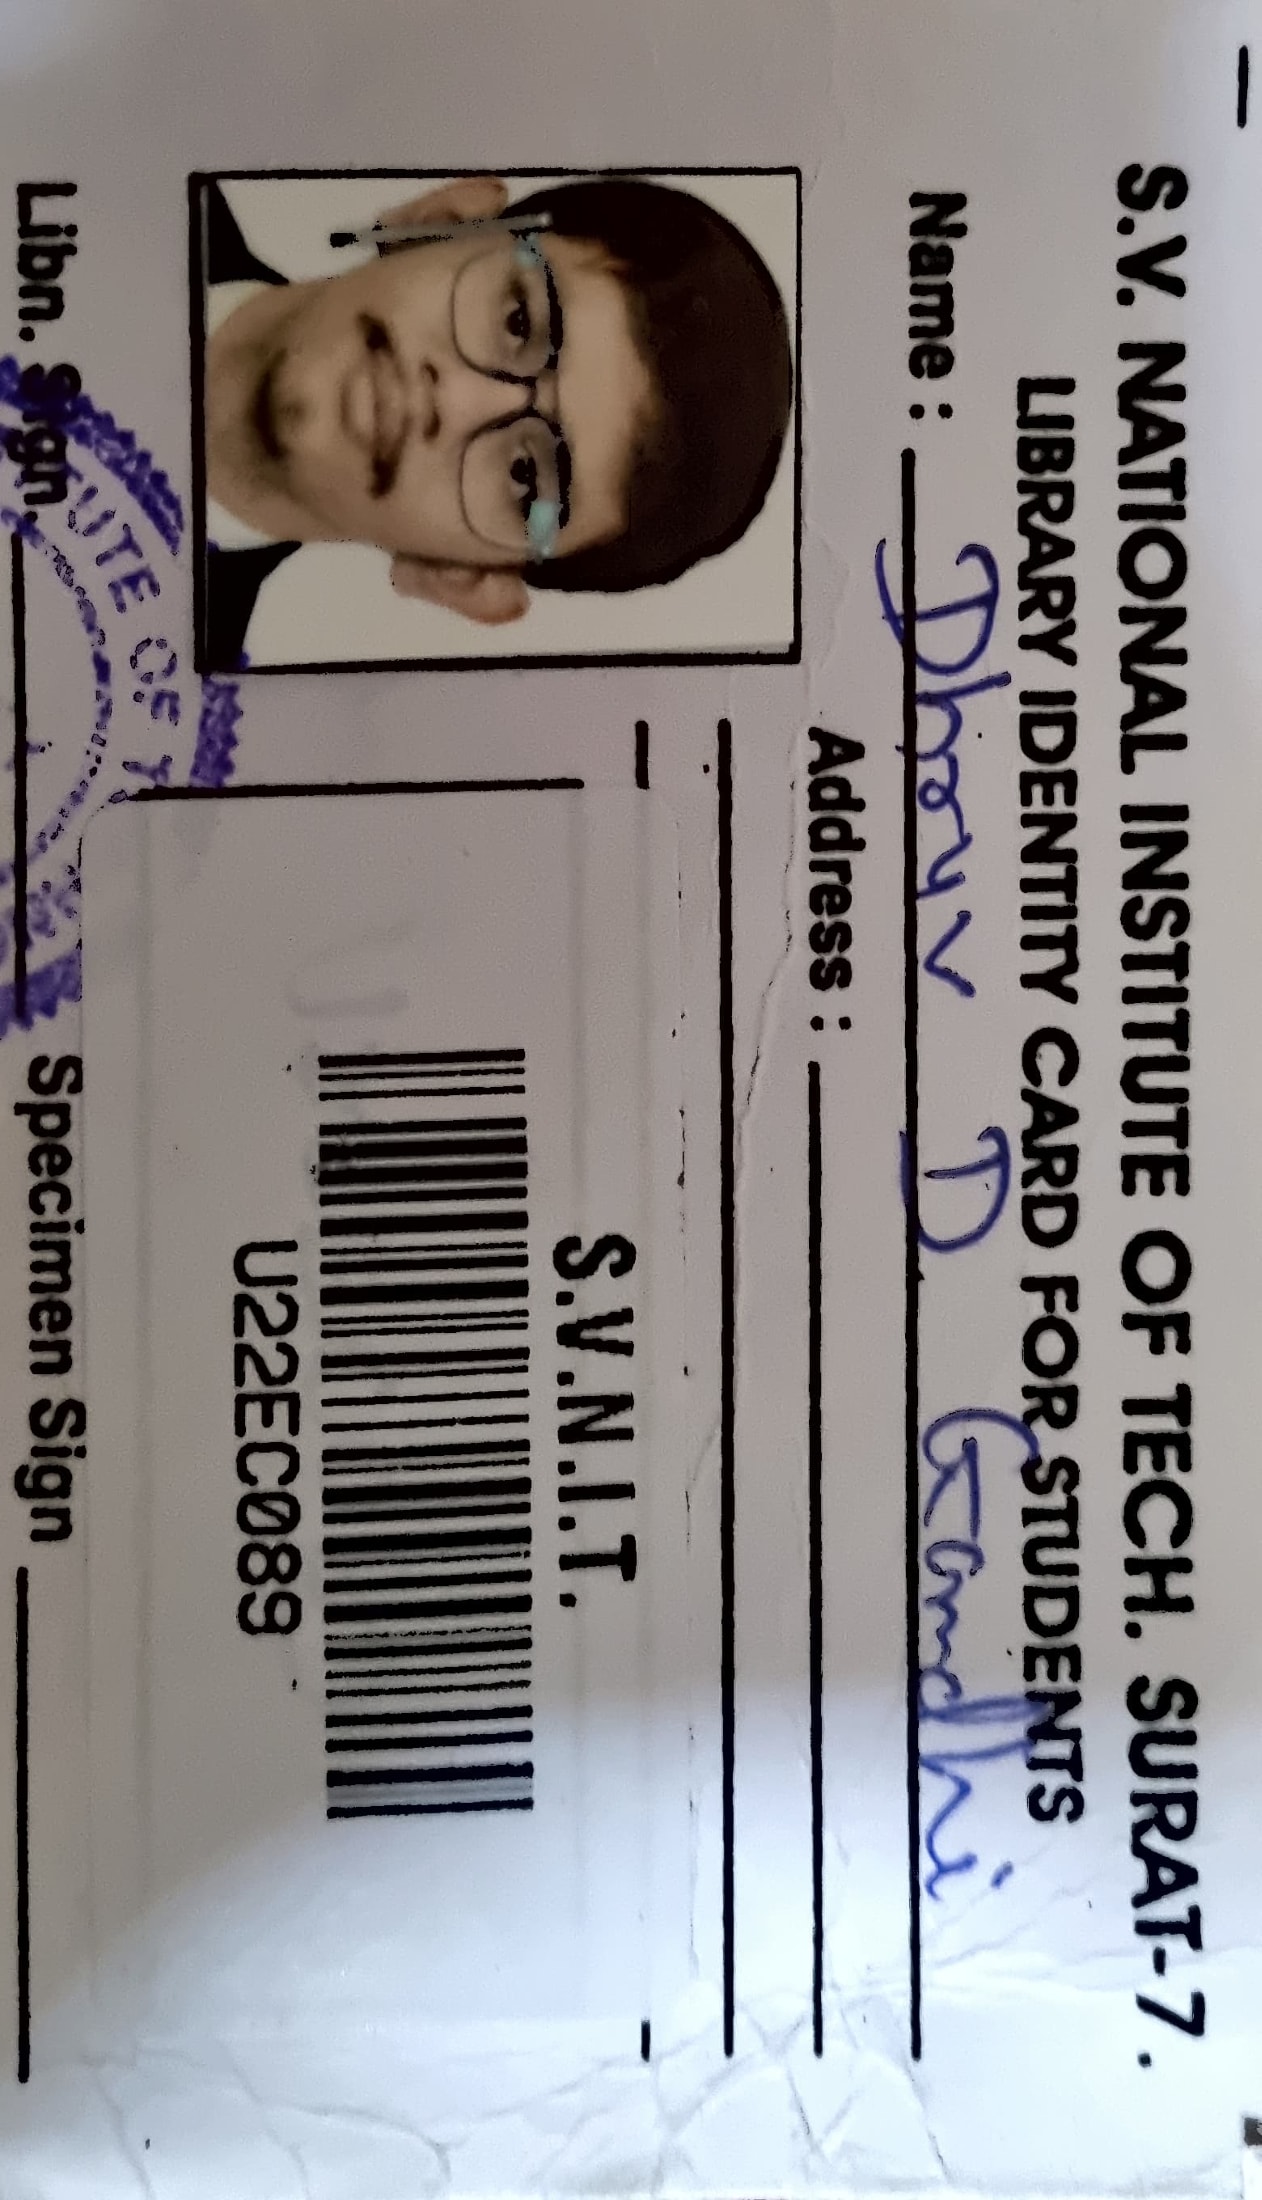 S.V. NATIONAL INSTITUTE OF TECH. SURAT-7.
LIBRARY IDENTITY CARD FOR STUDENTS
Name : Dhruv D. Gandhi
Address :
S.V.N.I.T.
U22EC089
TUTE OF T
Libn. Sign.
Specimen Sign